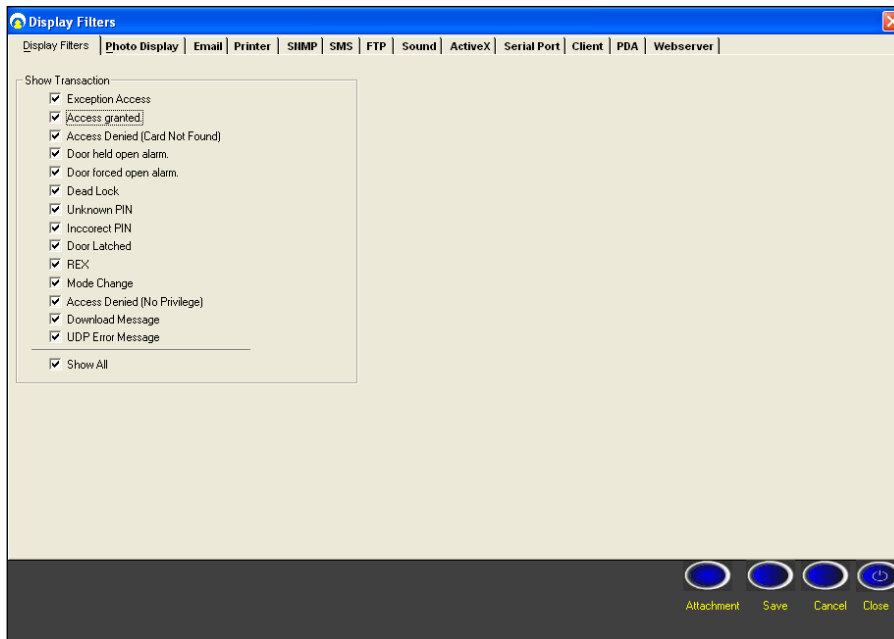 Display Filters
Display Filters Photo Display Email Printer SNMP SMS FTP Sound ActiveX Serial Port Client PDA Webserver
Show Transaction
Exception Access
Access granted.
Access Denied (Card Not Found)
Door held open alarm.
Door forced open alarm.
Dead Lock
Unknown PIN
Inccorect PIN
Door Latched
REX
Mode Change
Access Denied (No Privilege)
Download Message
UDP Error Message
Show All
Attachment Save Cancel Close